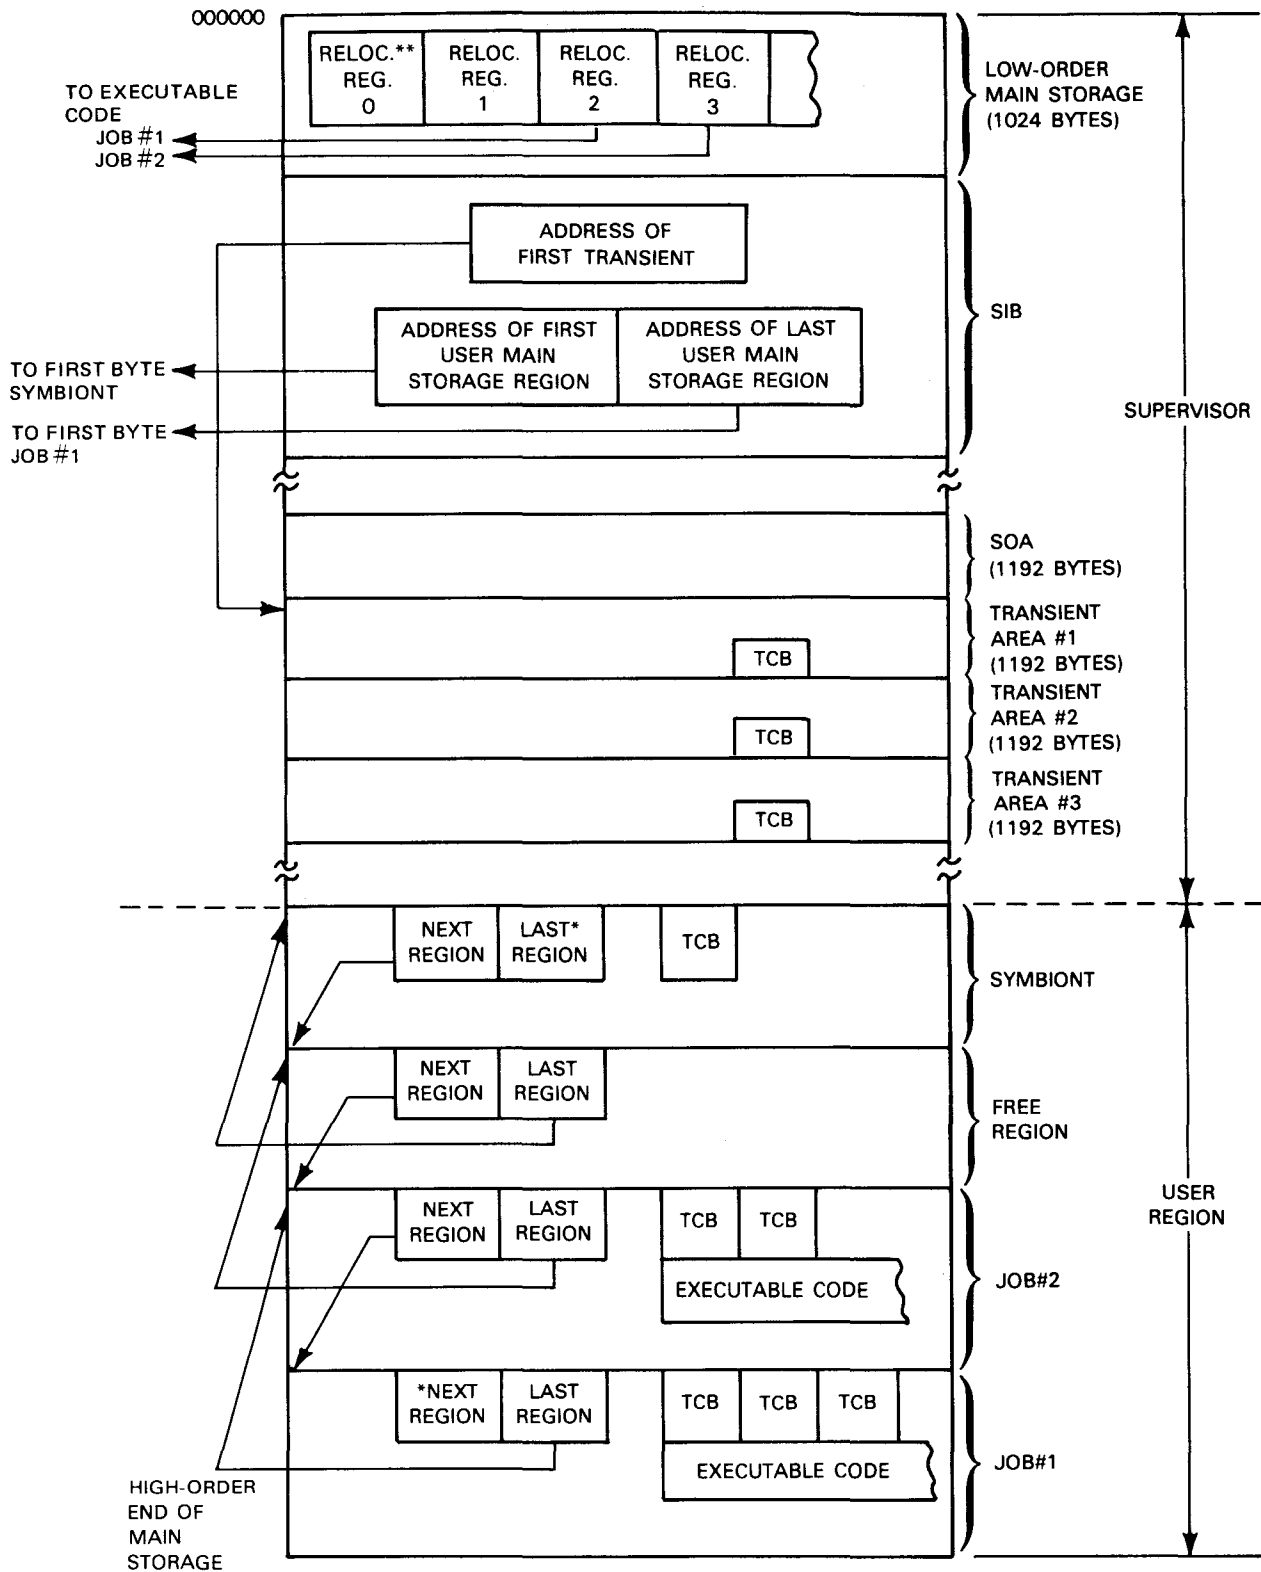 000000
RELOC.**
REG.
0
RELOC.
REG.
1
RELOC.
REG.
2
RELOC.
REG.
3
LOW-ORDER
MAIN STORAGE
(1024 BYTES)
TO EXECUTABLE
CODE
JOB #1
JOB #2
ADDRESS OF
FIRST TRANSIENT
SIB
ADDRESS OF FIRST
USER MAIN
STORAGE REGION
ADDRESS OF LAST
USER MAIN
STORAGE REGION
TO FIRST BYTE
SYMBIONT
TO FIRST BYTE
JOB #1
SUPERVISOR
SOA
(1192 BYTES)
TRANSIENT
AREA #1
(1192 BYTES)
TCB
TRANSIENT
AREA #2
(1192 BYTES)
TCB
TRANSIENT
AREA #3
(1192 BYTES)
TCB
NEXT
REGION
LAST*
REGION
TCB
SYMBIONT
NEXT
REGION
LAST
REGION
FREE
REGION
NEXT
REGION
LAST
REGION
TCB
TCB
EXECUTABLE CODE
JOB#2
USER
REGION
*NEXT
REGION
LAST
REGION
TCB
TCB
TCB
EXECUTABLE CODE
JOB#1
HIGH-ORDER
END OF
MAIN
STORAGE